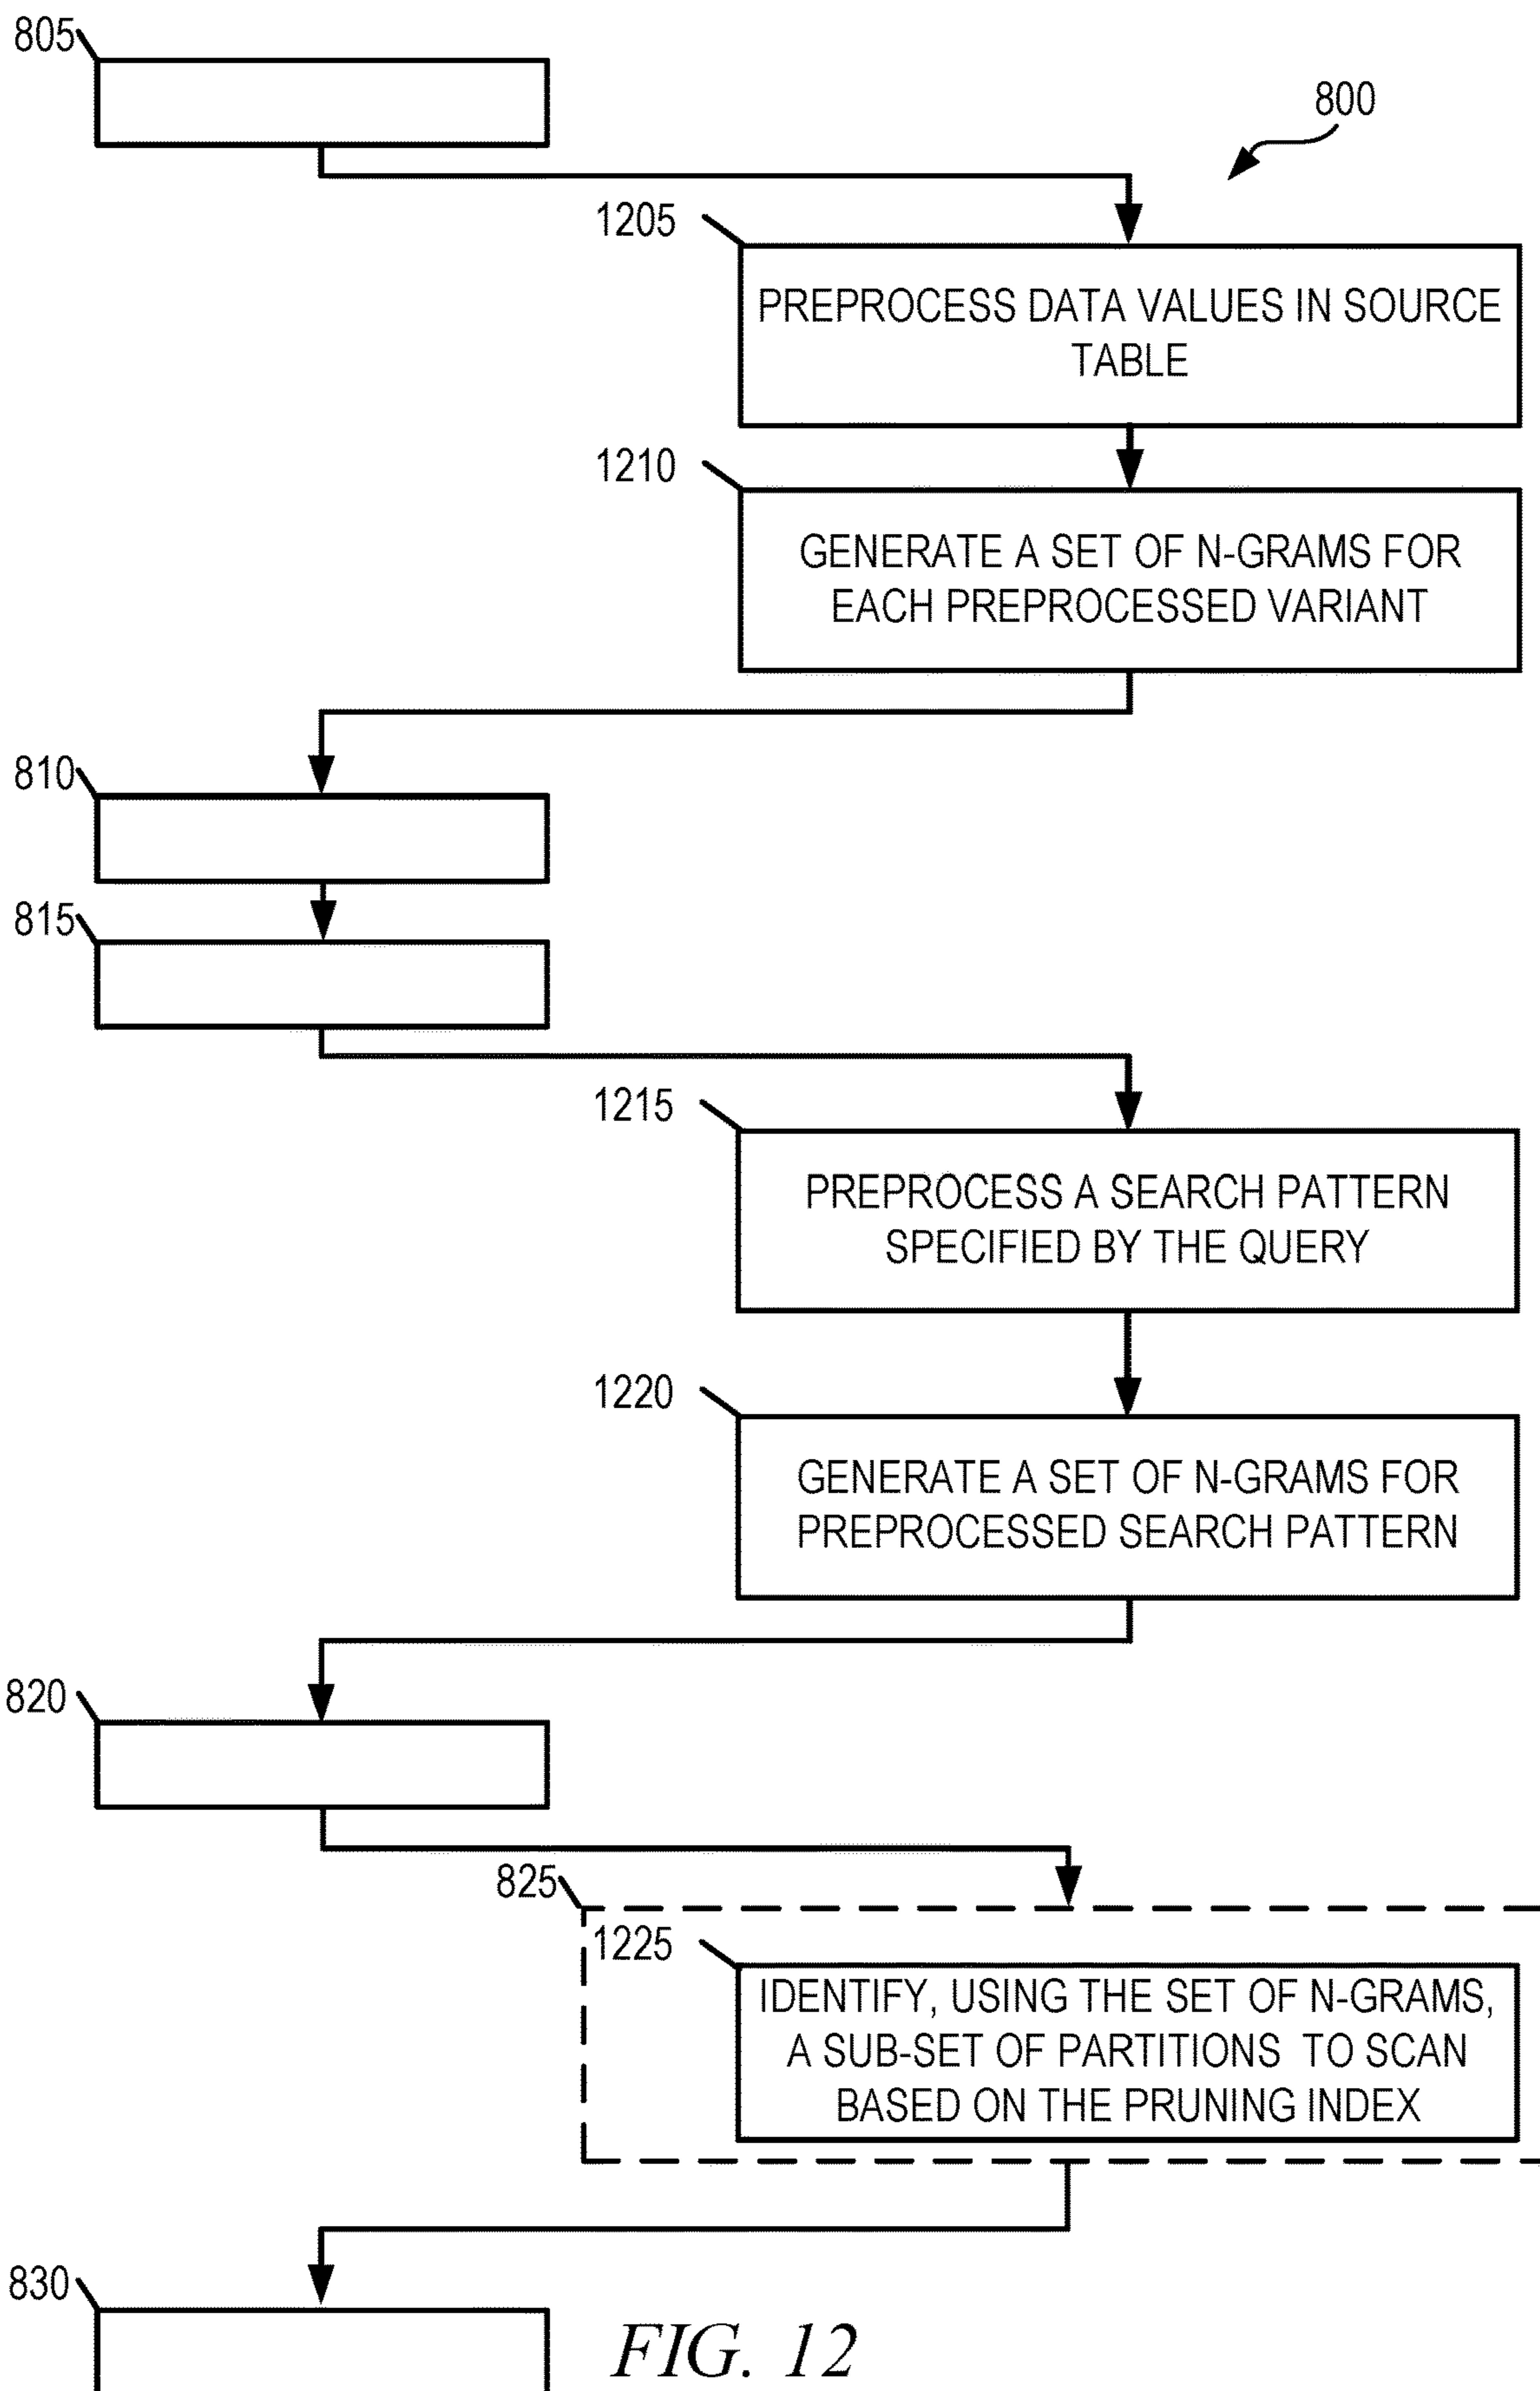 805
800
1205
PREPROCESS DATA VALUES IN SOURCE
TABLE
1210
GENERATE A SET OF N-GRAMS FOR
EACH PREPROCESSED VARIANT
810
815
1215
PREPROCESS A SEARCH PATTERN
SPECIFIED BY THE QUERY
1220
GENERATE A SET OF N-GRAMS FOR
PREPROCESSED SEARCH PATTERN
820
825
1225
IDENTIFY, USING THE SET OF N-GRAMS,
A SUB-SET OF PARTITIONS TO SCAN
BASED ON THE PRUNING INDEX
830
FIG. 12